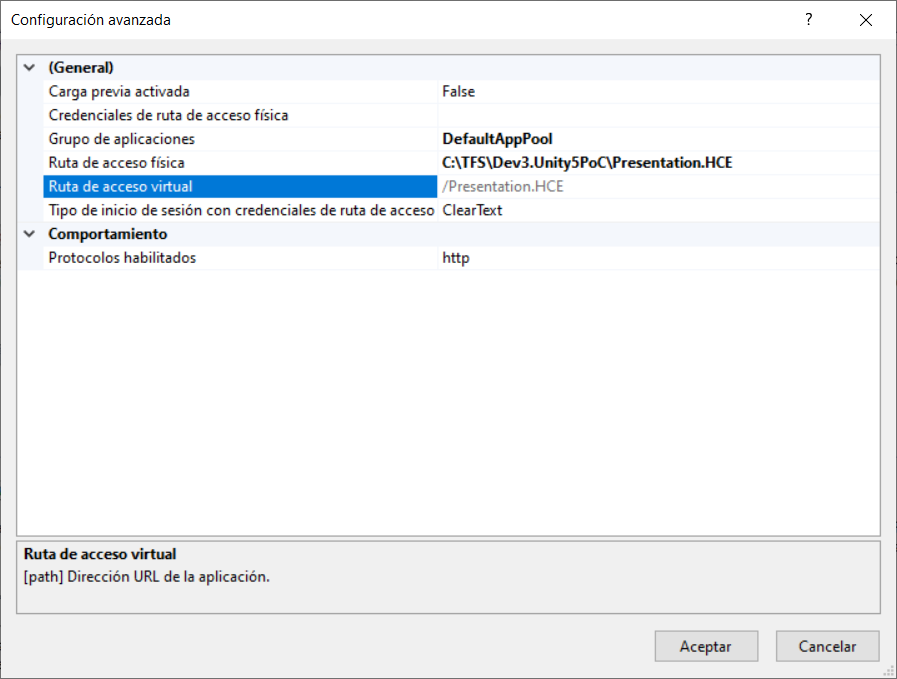 Configuración avanzada
?
(General)
Carga previa activada False
Credenciales de ruta de acceso física
Grupo de aplicaciones DefaultAppPool
Ruta de acceso física C:\TFS\Dev3.Unity5PoC\Presentation.HCE
Ruta de acceso virtual /Presentation.HCE
Tipo de inicio de sesión con credenciales de ruta de acceso ClearText
Comportamiento
Protocolos habilitados http
Ruta de acceso virtual
[path] Dirección URL de la aplicación.
Aceptar Cancelar